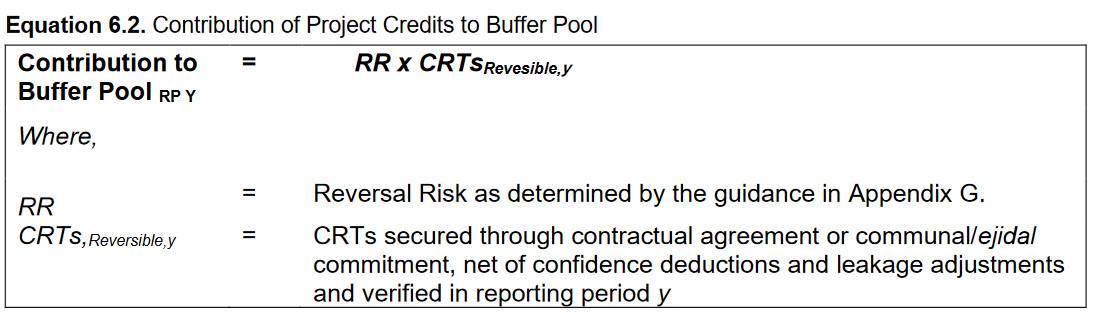 Equation 6.2. Contribution of Project Credits to Buffer Pool
Contribution to = RR x CRTsRevesible,y
Buffer Pool RP Y
Where,
RR = Reversal Risk as determined by the guidance in Appendix G.
CRTs,Reversible,y = CRTs secured through contractual agreement or communal/ejidal
commitment, net of confidence deductions and leakage adjustments
and verified in reporting period y